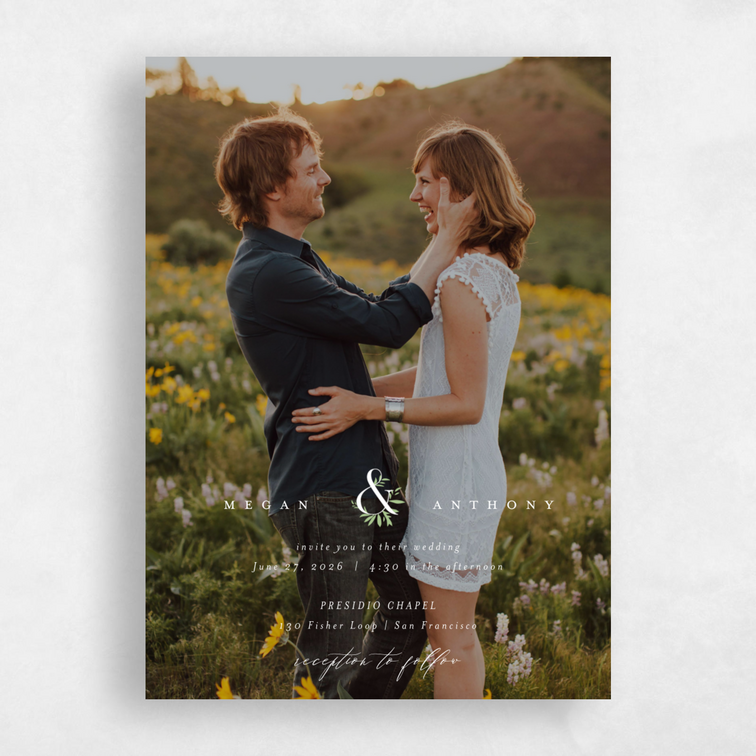 MEGAN & ANTHONY
invite you to their wedding
June 27, 2026 | 4:30 in the afternoon
PRESIDIO CHAPEL
130 Fisher Loop | San Francisco
reception to follow